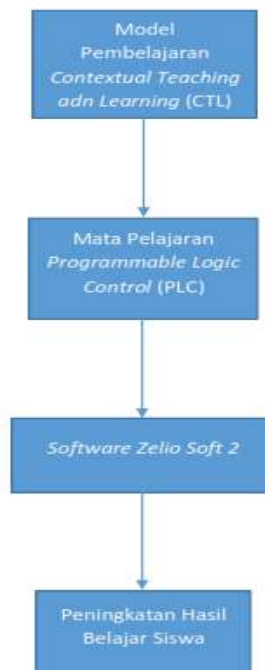 Model
Pembelajaran
Contextual Teaching
adn Learning (CTL)
Mata Pelajaran
Programmable Logic
Control (PLC)
Software Zelio Soft 2
Peningkatan Hasil
Belajar Siswa